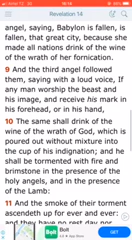 Revelation 14
angel, saying, Babylon is fallen, is
fallen, that great city, because she
made all nations drink of the wine
of the wrath of her fornication.
9 And the third angel followed
them, saying with a loud voice, If
any man worship the beast and
his image, and receive his mark in
his forehead, or in his hand,
10 The same shall drink of the
wine of the wrath of God, which is
poured out without mixture into
the cup of his indignation; and he
shall be tormented with fire and
brimstone in the presence of the
holy angels, and in the presence
of the Lamb:
11 And the smoke of their torment
ascendeth up for ever and ever:
Bolt
Bolt
GET